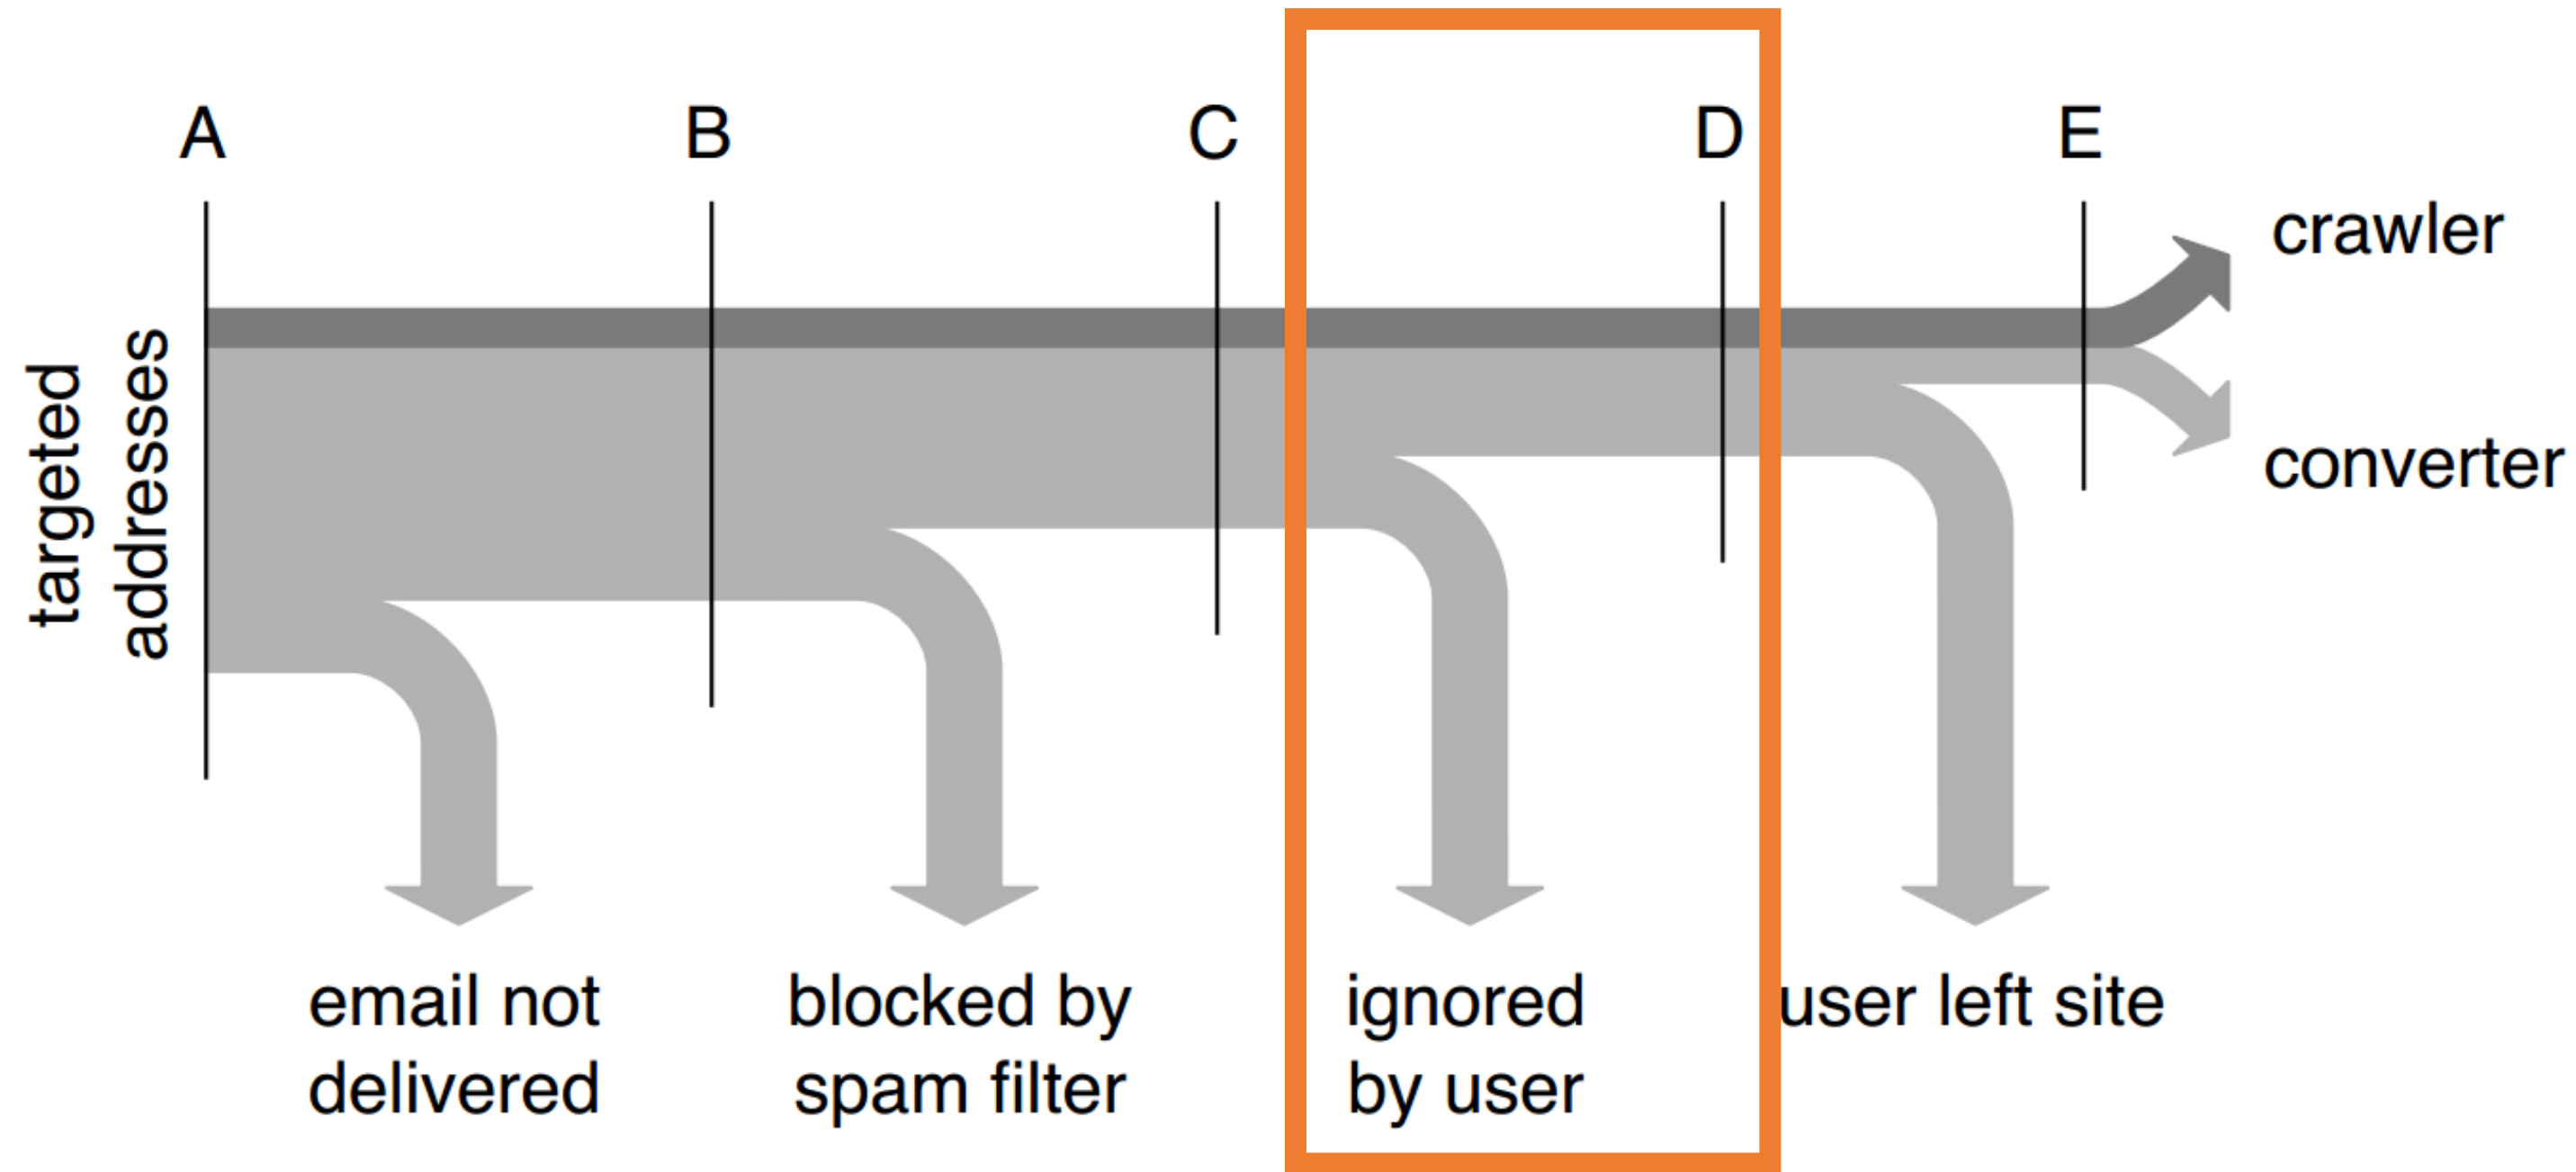 A
B
C
D
E
crawler
converter
targeted
addresses
email not
delivered
blocked by
spam filter
ignored
by user
user left site